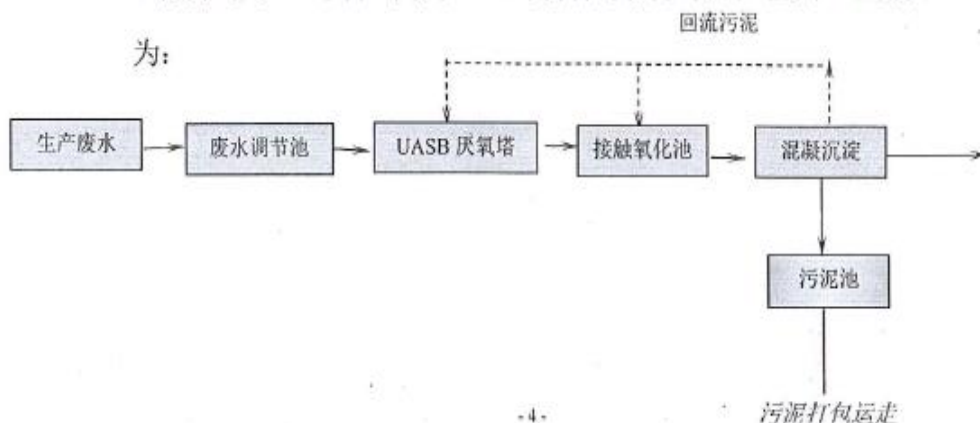 回流污泥
为：
生产废水
废水调节池
UASB 厌氧塔
接触氧化池
混凝沉淀
污泥池
污泥打包运走
-4-